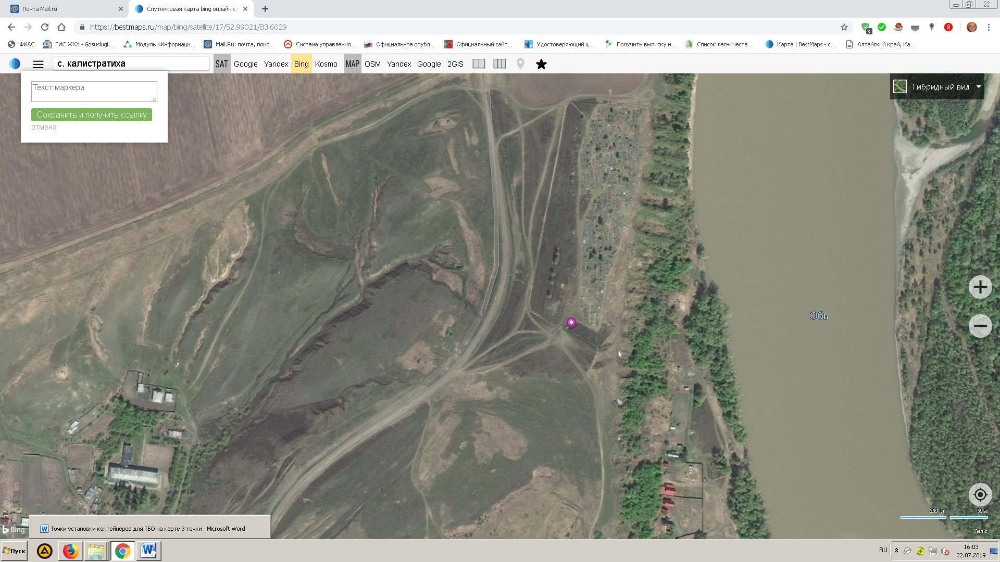 Почта Mail.ru
Спутниковая карта bing онлайн с
https://bestmaps.ru/map/bing/satellite/17/52.99021/83.6029
3
Я
ФИАС
ГИС ЖКХ - Gosuslugi....
Модуль «Информаци...
Mail.Ru: почта, поис...
Система управления...
Официальное опубл...
Официальный сайт...
Удостоверяющий ц...
Получить выписку и...
Список лесничеств...
Карта | BestMaps - с...
Алтайский край, Ка...
с. калистратиха
SAT Google Yandex Bing Kosmo MAP OSM Yandex Google 2GIS
Текст маркера
Сохранить и получить ссылку
отмена
Гибридный вид
Обь
200 фт. 50 м
Terms
Bing
Точки установки контейнеров для ТБО на карте 3 точки - Microsoft Word
Пуск
RU
16:03
22.07.2019